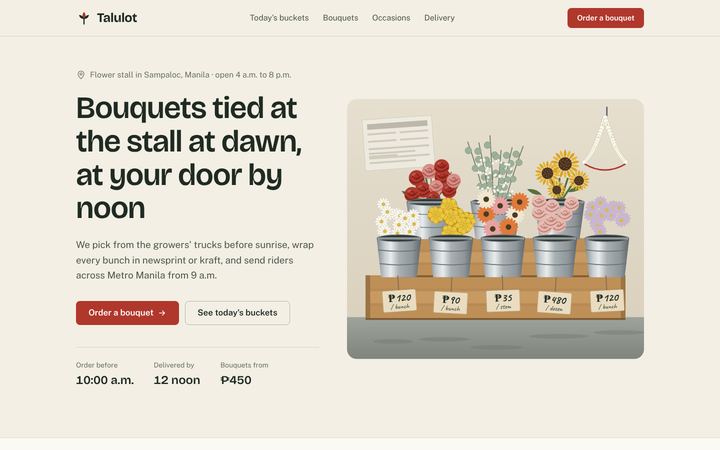 Talulot
Today's buckets
Bouquets
Occasions
Delivery
Order a bouquet
Flower stall in Sampaloc, Manila · open 4 a.m. to 8 p.m.
Bouquets tied at
the stall at dawn,
at your door by
noon
We pick from the growers' trucks before sunrise, wrap
every bunch in newsprint or kraft, and send riders
across Metro Manila from 9 a.m.
Order a bouquet →
See today's buckets
Order before
10:00 a.m.
Delivered by
12 noon
Bouquets from
₱450
₱120
/ bunch
₱90
/ bunch
₱35
/ stem
₱480
/ dozen
₱120
/ bunch